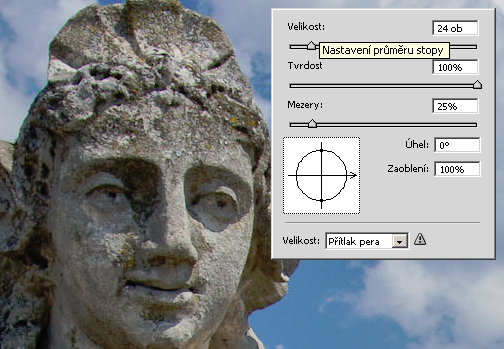 Velikost: 24 ob
Nastavení průměru stopy
Tvrdost 100%
Mezery: 25%
Úhel: 0°
Zaoblení: 100%
Velikost: Přítlak pera